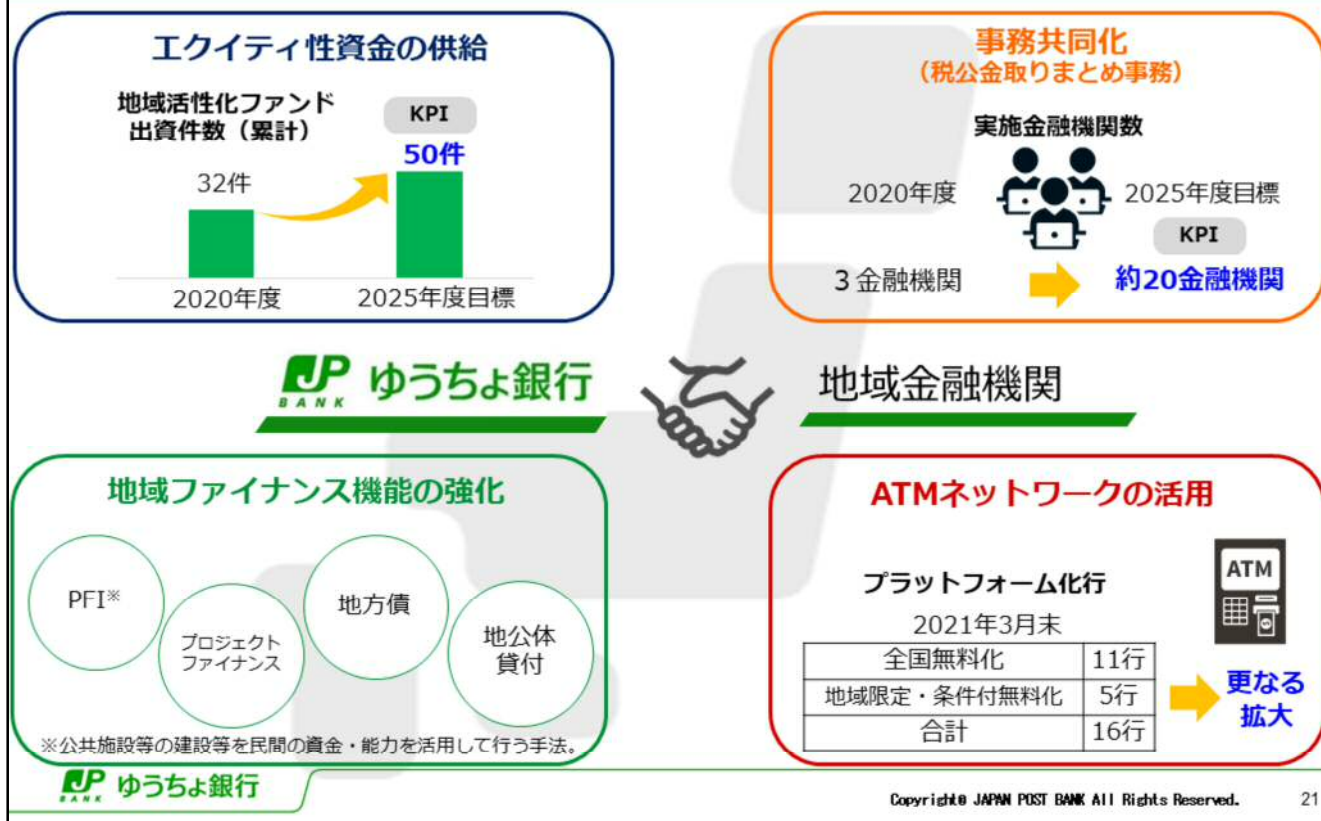 エクイティ性資金の供給
地域活性化ファンド
出資件数（累計）
KPI
50件
32件
2020年度
2025年度目標
事務共同化
（税公金取りまとめ事務）
実施金融機関数
2020年度
2025年度目標
KPI
３金融機関
約20金融機関
JP
BANK
ゆうちょ銀行
地域金融機関
地域ファイナンス機能の強化
PFI※
プロジェクト
ファイナンス
地方債
地公体
貸付
※公共施設等の建設等を民間の資金・能力を活用して行う手法。
ATMネットワークの活用
プラットフォーム化行
2021年3月末
全国無料化 11行
地域限定・条件付無料化 5行
合計 16行
ATM
更なる
拡大
JP
BANK
ゆうちょ銀行
Copyright© JAPAN POST BANK All Rights Reserved.
21